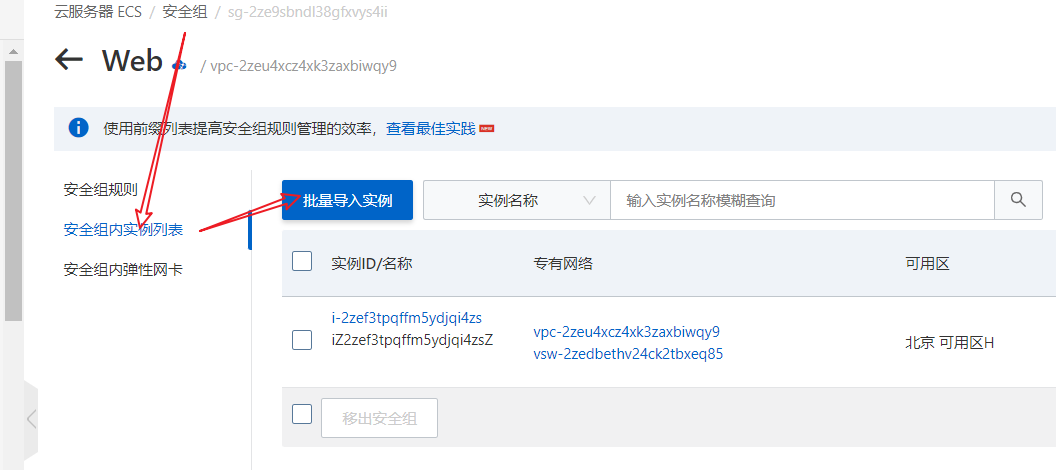 云服务器 ECS / 安全组 / sg-2ze9sbndl38gfxvys4ii
Web / vpc-2zeu4xcz4xk3zaxbiwqy9
使用前缀列表提高安全组规则管理的效率，查看最佳实践 NEW
安全组规则
安全组内实例列表
安全组内弹性网卡
批量导入实例 实例名称 输入实例名称模糊查询
实例ID/名称 专有网络 可用区
i-2zef3tpqffm5ydjqi4zs
iZ2zef3tpqffm5ydjqi4zsZ
vpc-2zeu4xcz4xk3zaxbiwqy9
vsw-2zedbethv24ck2tbxeq85
北京 可用区H
移出安全组